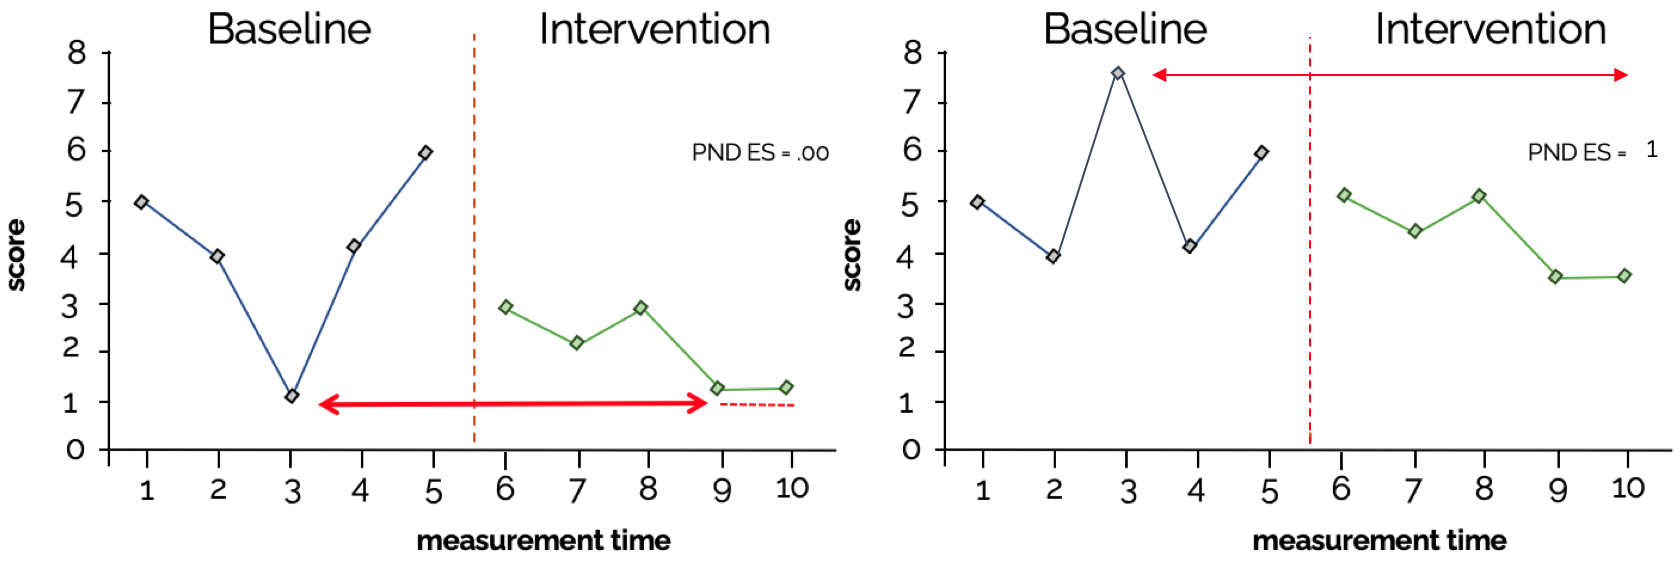 Baseline Intervention
8
7
6
PND ES = .00
5
4
3
2
1
0
score
1 2 3 4 5 6 7 8 9 10
measurement time
Baseline Intervention
8
7
6
PND ES = 1
5
4
3
2
1
0
score
1 2 3 4 5 6 7 8 9 10
measurement time